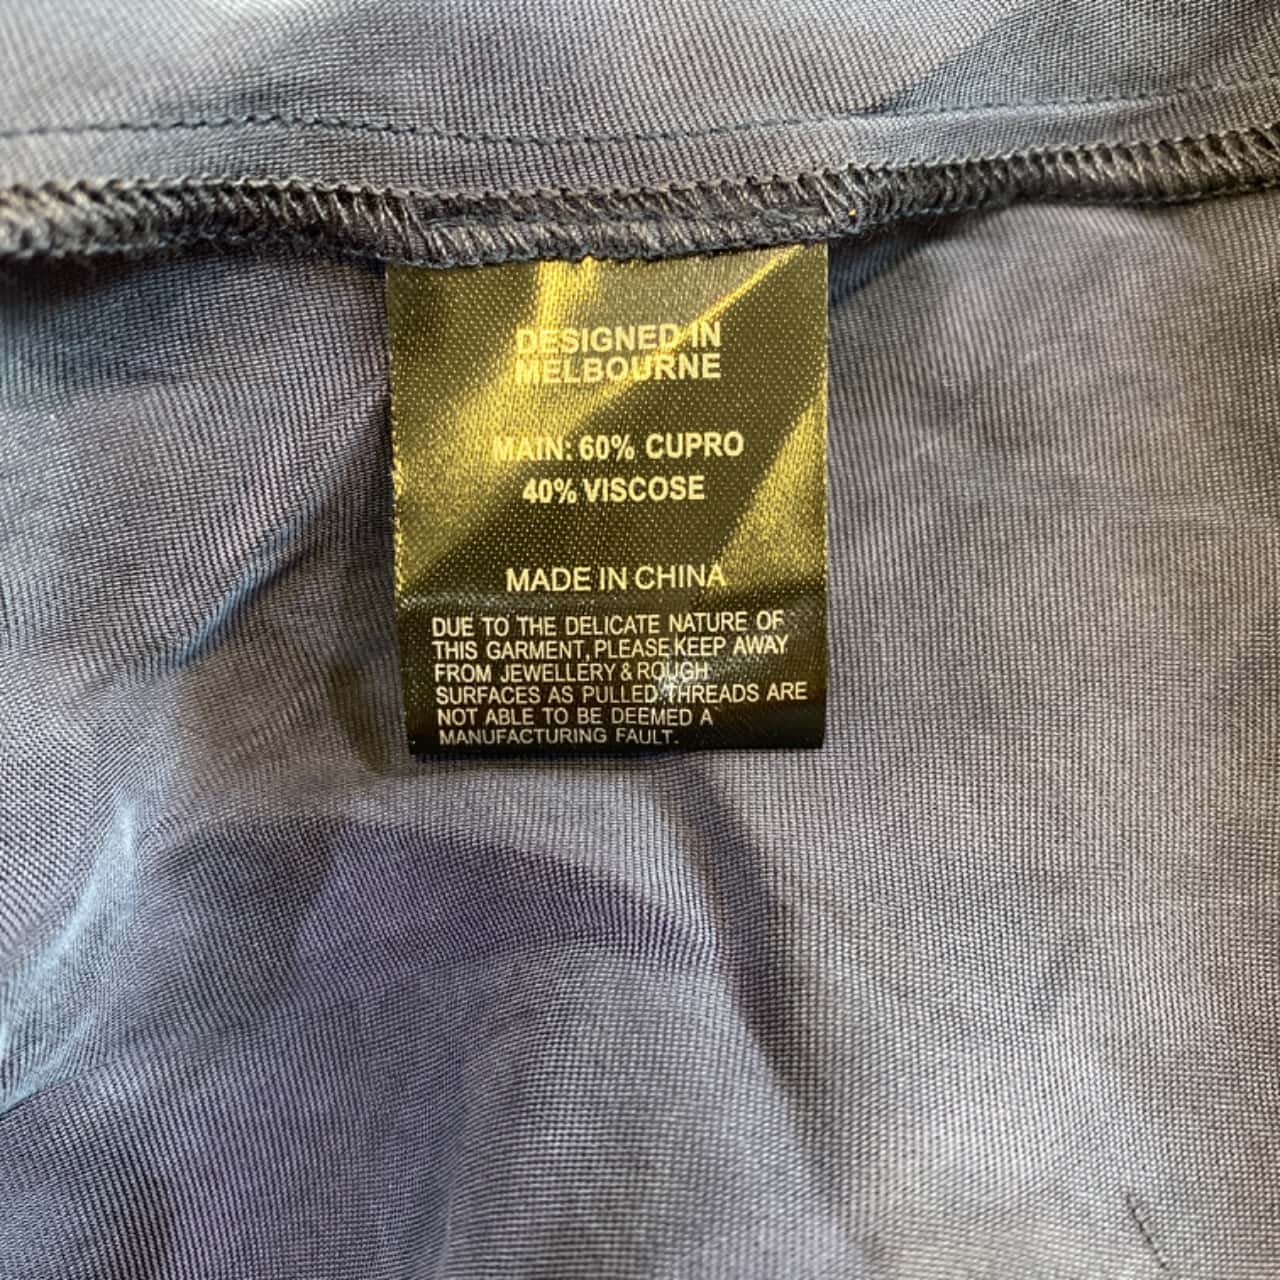 DESIGNED IN
MELBOURNE
MAIN: 60% CUPRO
40% VISCOSE
MADE IN CHINA
DUE TO THE DELICATE NATURE OF
THIS GARMENT, PLEASE KEEP AWAY
FROM JEWELLERY & ROUGH
SURFACES AS PULLED THREADS ARE
NOT ABLE TO BE DEEMED A
MANUFACTURING FAULT.